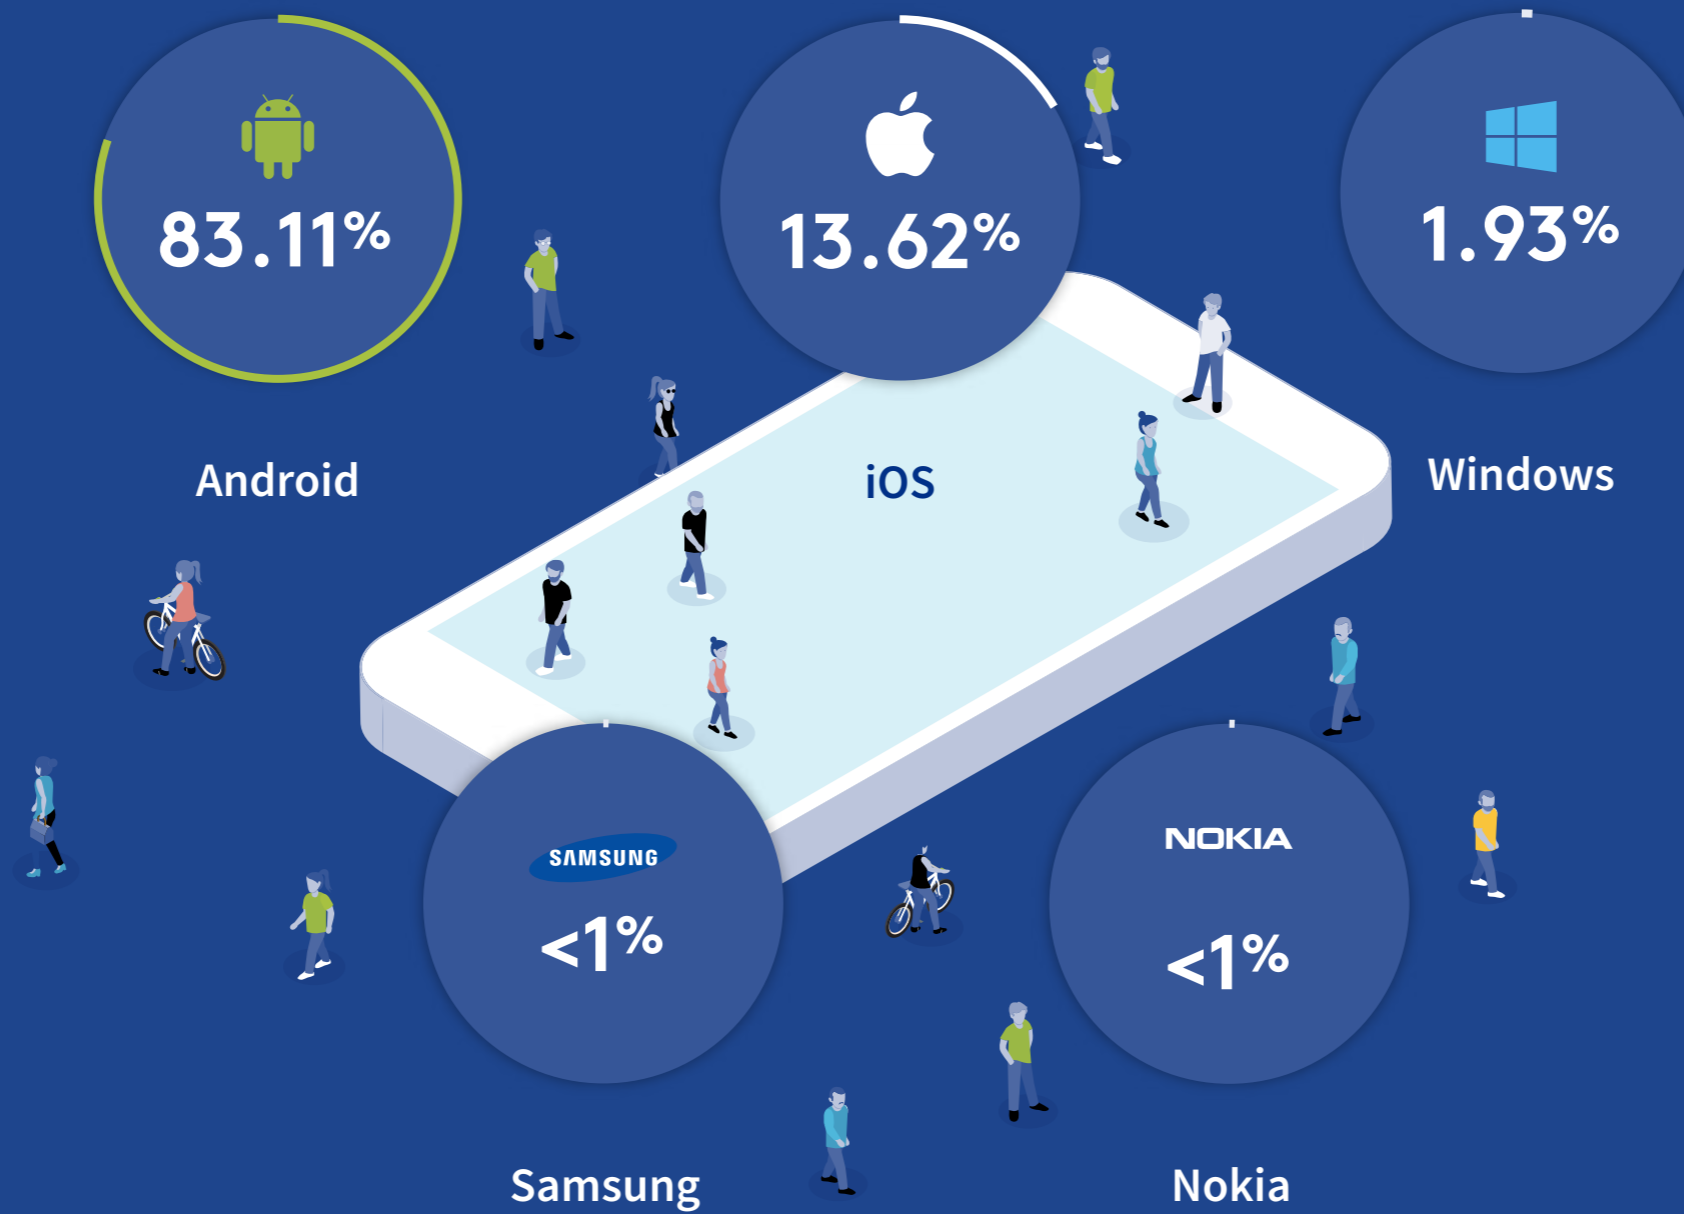 83.11%
13.62%
1.93%
Android
iOS
Windows
SAMSUNG
<1%
NOKIA
<1%
Samsung
Nokia